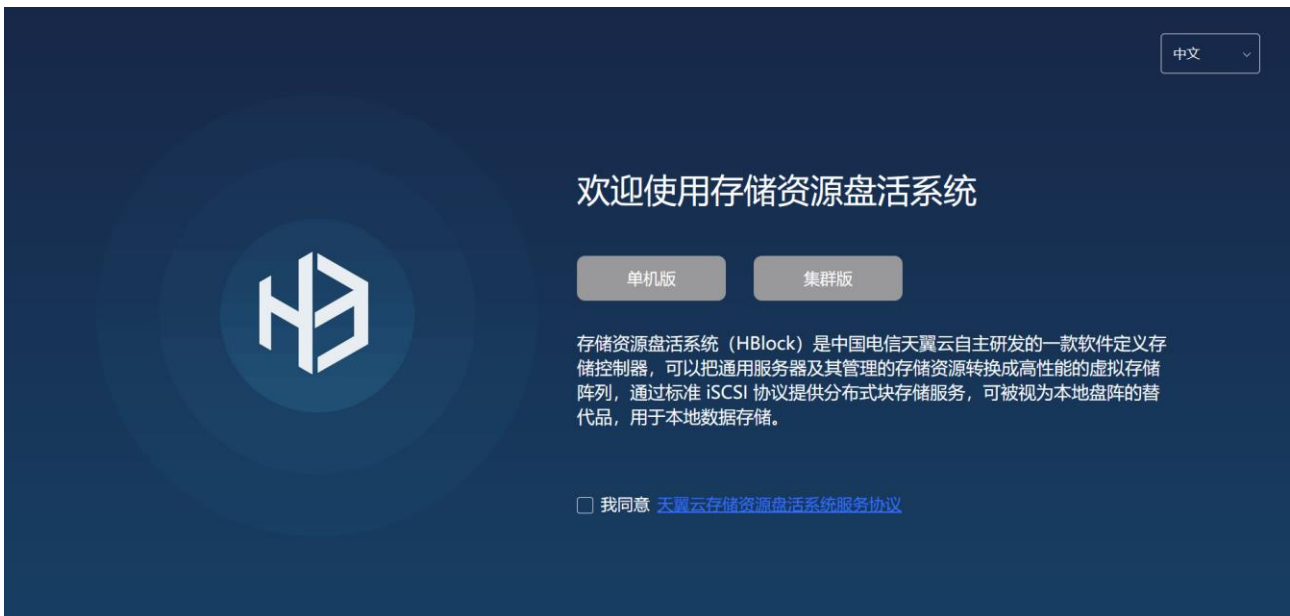 中文
欢迎使用存储资源盘活系统
单机版
集群版
存储资源盘活系统（HBlock）是中国电信天翼云自主研发的一款软件定义存
储控制器，可以把通用服务器及其管理的存储资源转换成高性能的虚拟存储
阵列，通过标准 iSCSI 协议提供分布式块存储服务，可被视为本地盘阵的替
代品，用于本地数据存储。
我同意 天翼云存储资源盘活系统服务协议